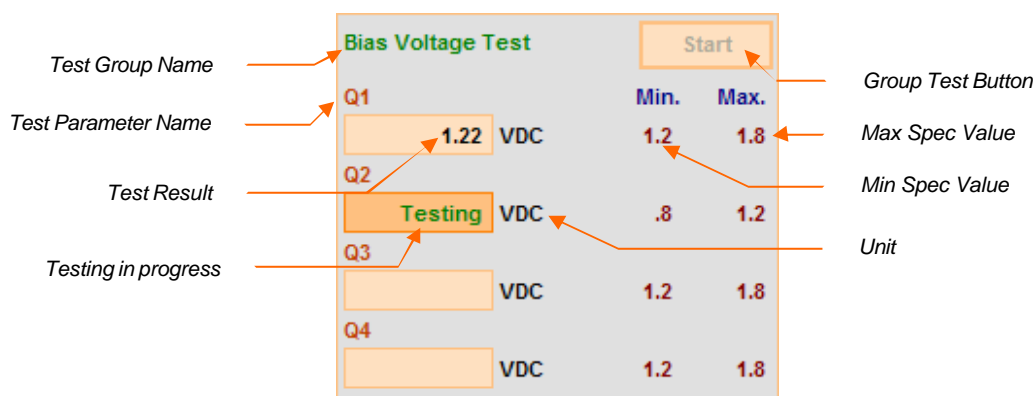 Bias Voltage Test Start
Test Group Name
Group Test Button
Q1 Min. Max.
Test Parameter Name
1.22 VDC 1.2 1.8
Max Spec Value
Q2
Test Result
Min Spec Value
Testing VDC .8 1.2
Unit
Q3
Testing in progress
VDC 1.2 1.8
Q4
VDC 1.2 1.8